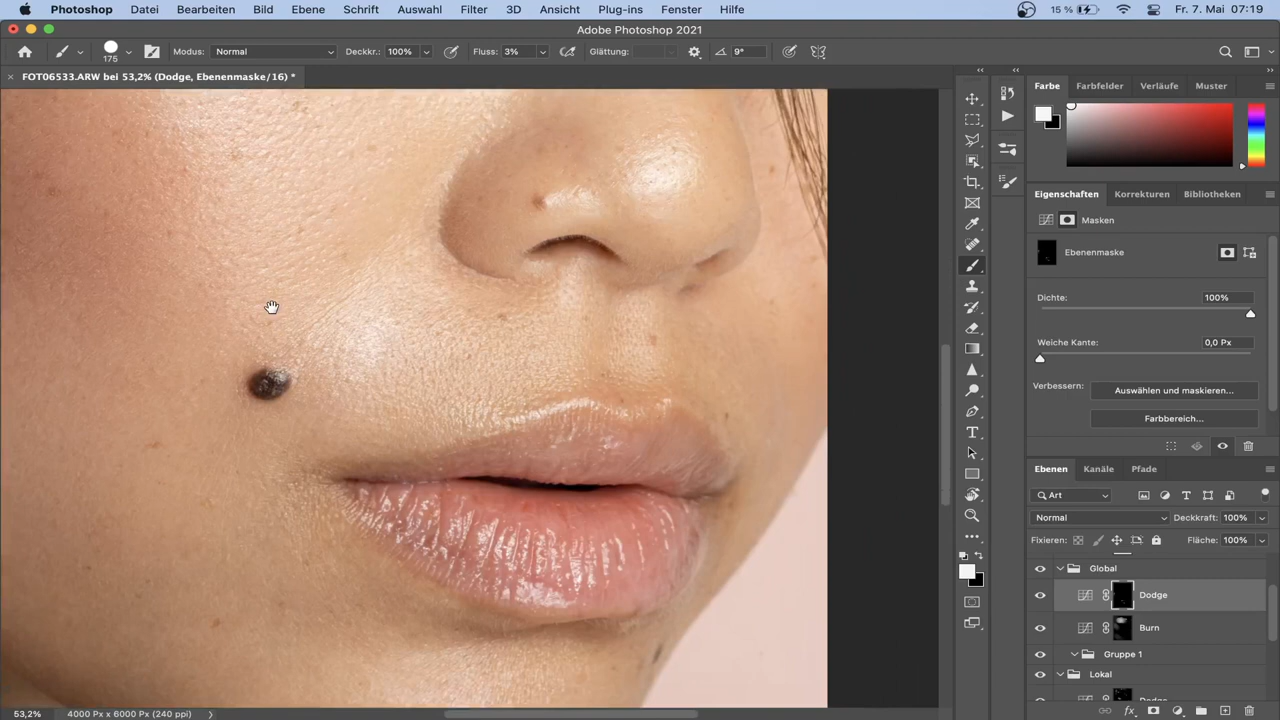 Photoshop Datei Bearbeiten Bild Ebene Schrift Auswahl Filter 3D Ansicht Plug-ins Fenster Hilfe 15 % Fr. 7. Mai 07:19
Adobe Photoshop 2021
175 Modus: Normal Deckkr.: 100% Fluss: 3% Glättung: 9°
FOT06533.ARW bei 53,2% (Dodge, Ebenenmaske/16) *
Farbe Farbfelder Verläufe Muster
Eigenschaften Korrekturen Bibliotheken
Masken
Ebenenmaske
Dichte: 100%
Weiche Kante: 0,0 Px
Verbessern: Auswählen und maskieren...
Farbbereich...
Ebenen Kanäle Pfade
Art
Normal Deckkraft: 100%
Fixieren: Fläche: 100%
Global
Dodge
Burn
Gruppe 1
Lokal
Dodge
53,2% 4000 Px x 6000 Px (240 ppi)